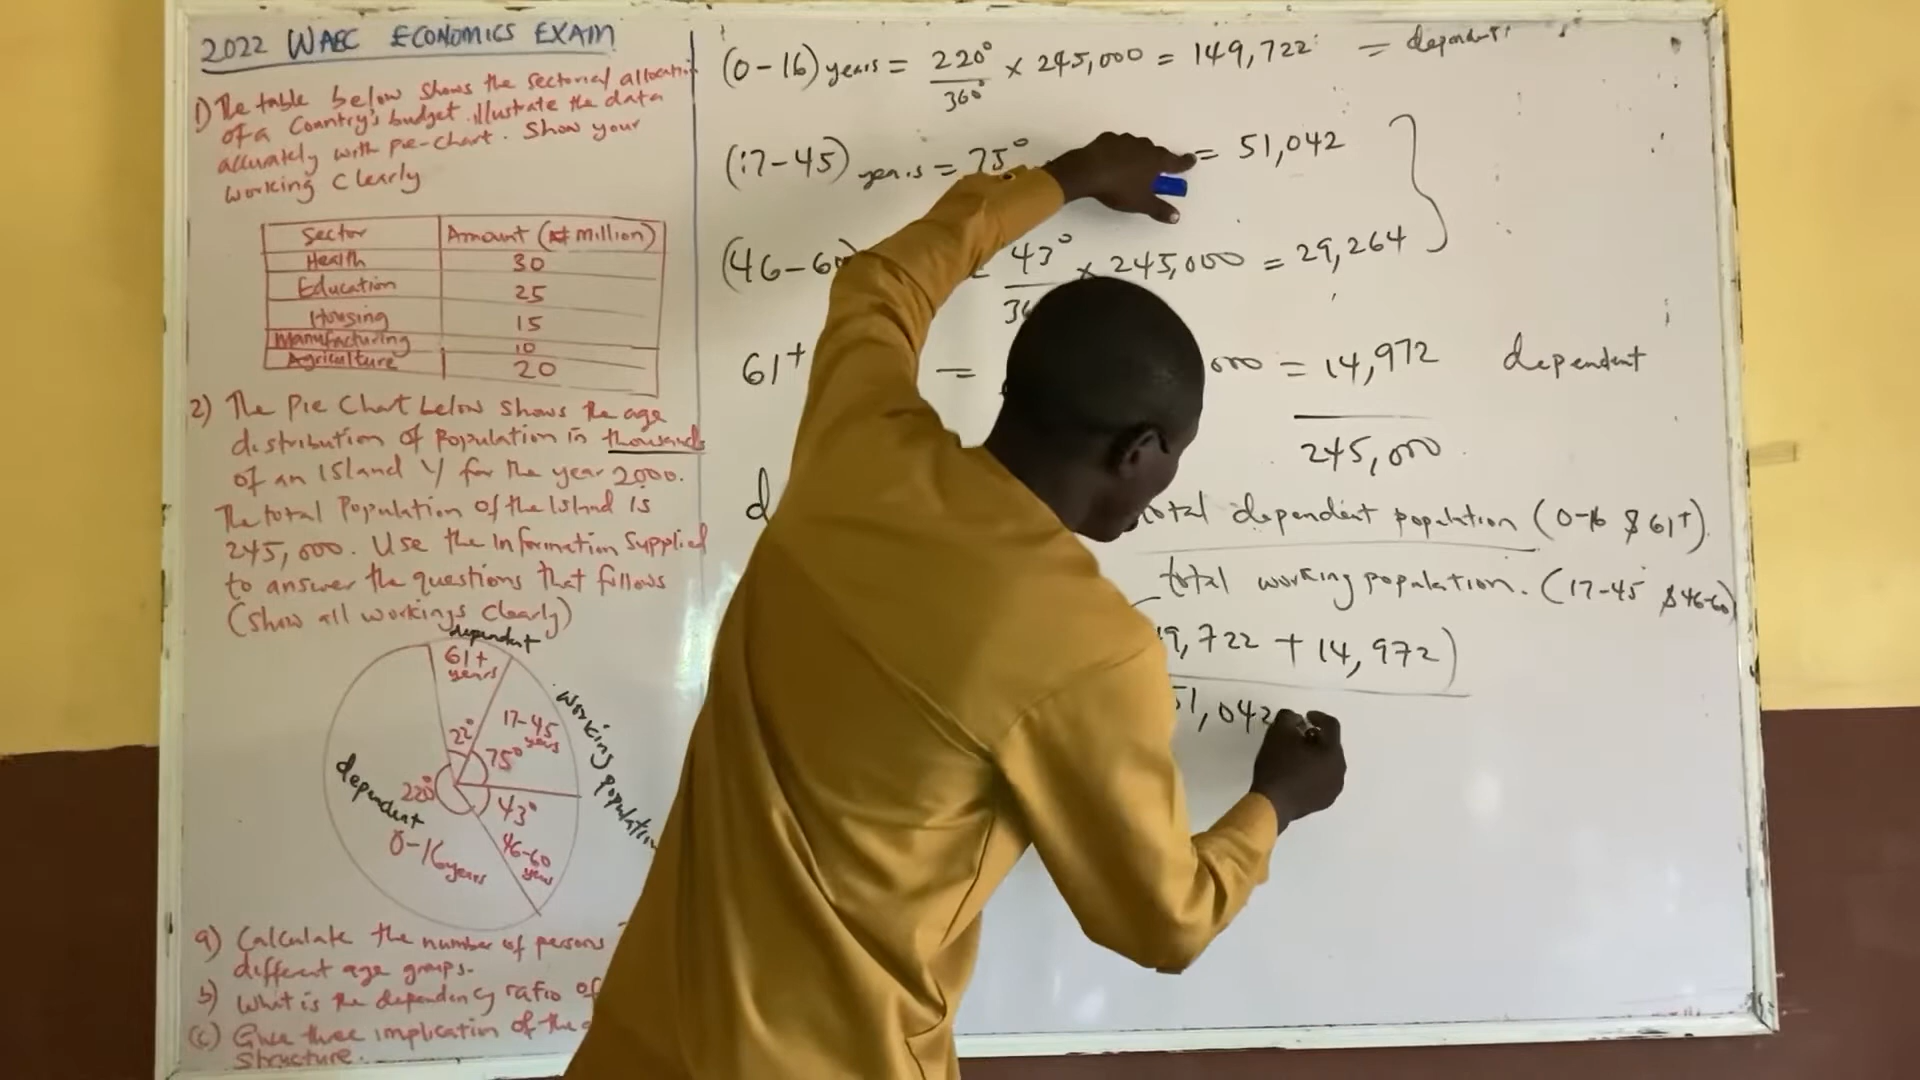 2022 WAEC ECONOMICS EXAM
1) The table below shows the sectorial allocation
of a Country's budget. illustrate the data
accurately with pie-chart. Show your
working Clearly
Sector Amount (₦ million)
Health 30
Education 25
Housing 15
Manufacturing 10
Agriculture 20
2) The Pie Chart below shows the age
distribution of Population in thousands
of an Island Y for the year 2000.
The total Population of the Island is
245,000. Use the Information Supplied
to answer the questions that follows
(Show all workings Clearly)
dependent
61+
years
22°
17-45
years
75°
working population
220°
dependent
0-16 years
43°
46-60
years
a) Calculate the number of persons
different age groups.
b) What is the dependency ratio of
(c) Give three implication of the
Structure.
(0-16) years = 220°/360° × 245,000 = 149,722 = dependent
(17-45) years = 75° = 51,042
(46-60) 43° × 245,000 = 29,264
61+ = 000 = 14,972 dependent
245,000
total dependent population (0-16 $ 61+).
total working population. (17-45 $ 46-60)
9,722 + 14,972)
51,042